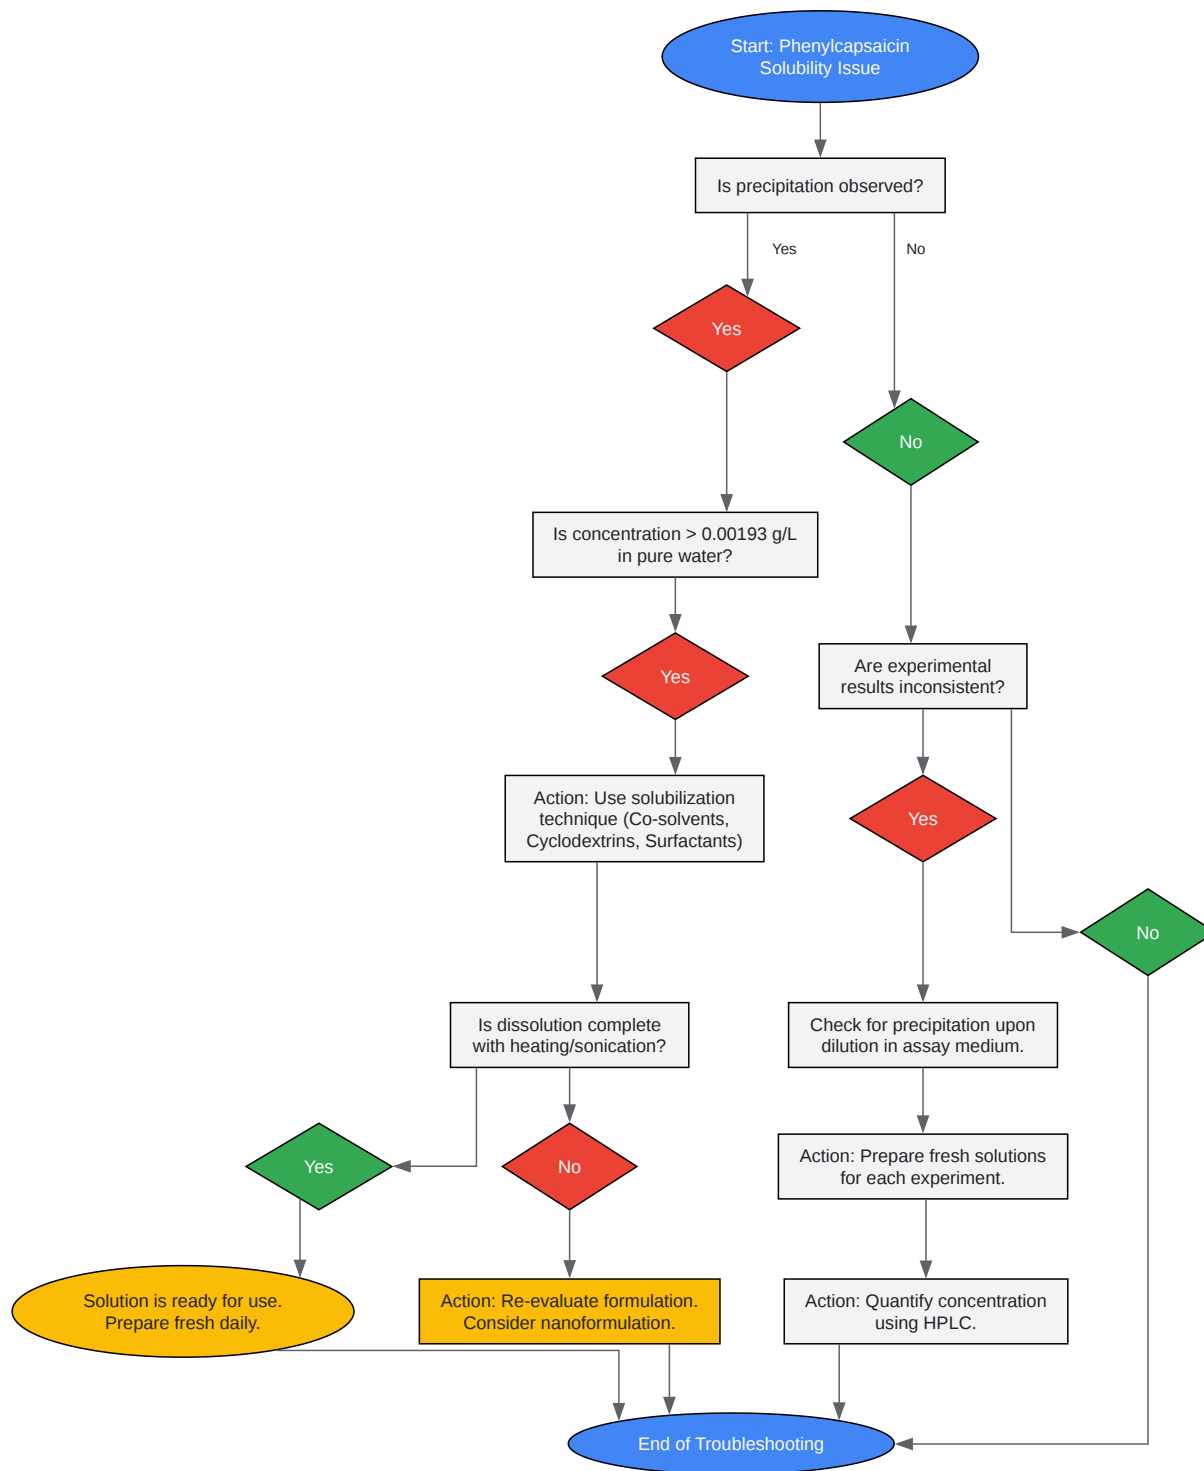 Start: Phenylcapsaicin
Solubility Issue
Is precipitation observed?
Yes
No
Yes
No
Is concentration > 0.00193 g/L
in pure water?
Are experimental
results inconsistent?
Yes
Yes
Action: Use solubilization
technique (Co-solvents,
Cyclodextrins, Surfactants)
No
Is dissolution complete
with heating/sonication?
Check for precipitation upon
dilution in assay medium.
Yes
No
Action: Prepare fresh solutions
for each experiment.
Solution is ready for use.
Prepare fresh daily.
Action: Re-evaluate formulation.
Consider nanoformulation.
Action: Quantify concentration
using HPLC.
End of Troubleshooting